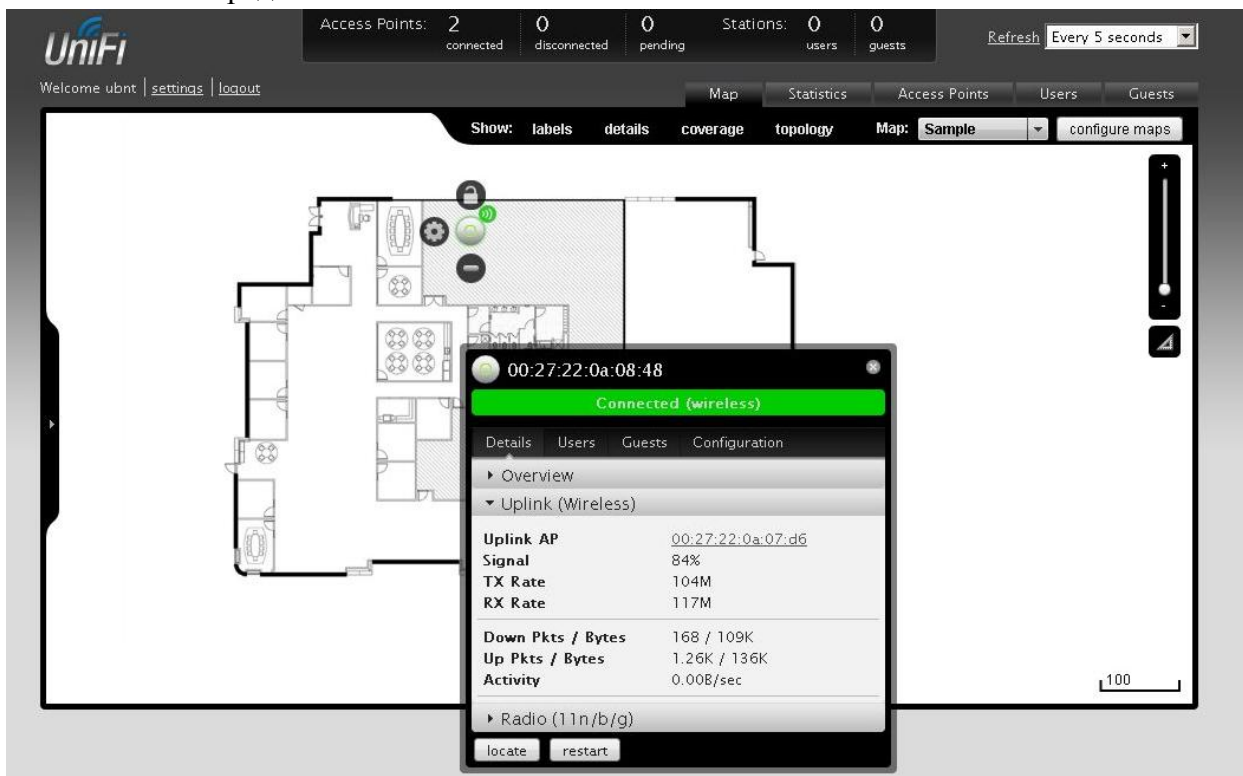 Access Points: 2 connected 0 disconnected 0 pending Stations: 0 users 0 guests
Refresh Every 5 seconds
UniFi
Welcome ubnt | settings | logout
Map Statistics Access Points Users Guests
Show: labels details coverage topology Map: Sample configure maps
+
-
00:27:22:0a:08:48
Connected (wireless)
Details Users Guests Configuration
Overview
Uplink (Wireless)
Uplink AP 00:27:22:0a:07:d6
Signal 84%
TX Rate 104M
RX Rate 117M
Down Pkts / Bytes 168 / 109K
Up Pkts / Bytes 1.26K / 136K
Activity 0.00B/sec
100
Radio (11n/b/g)
locate restart